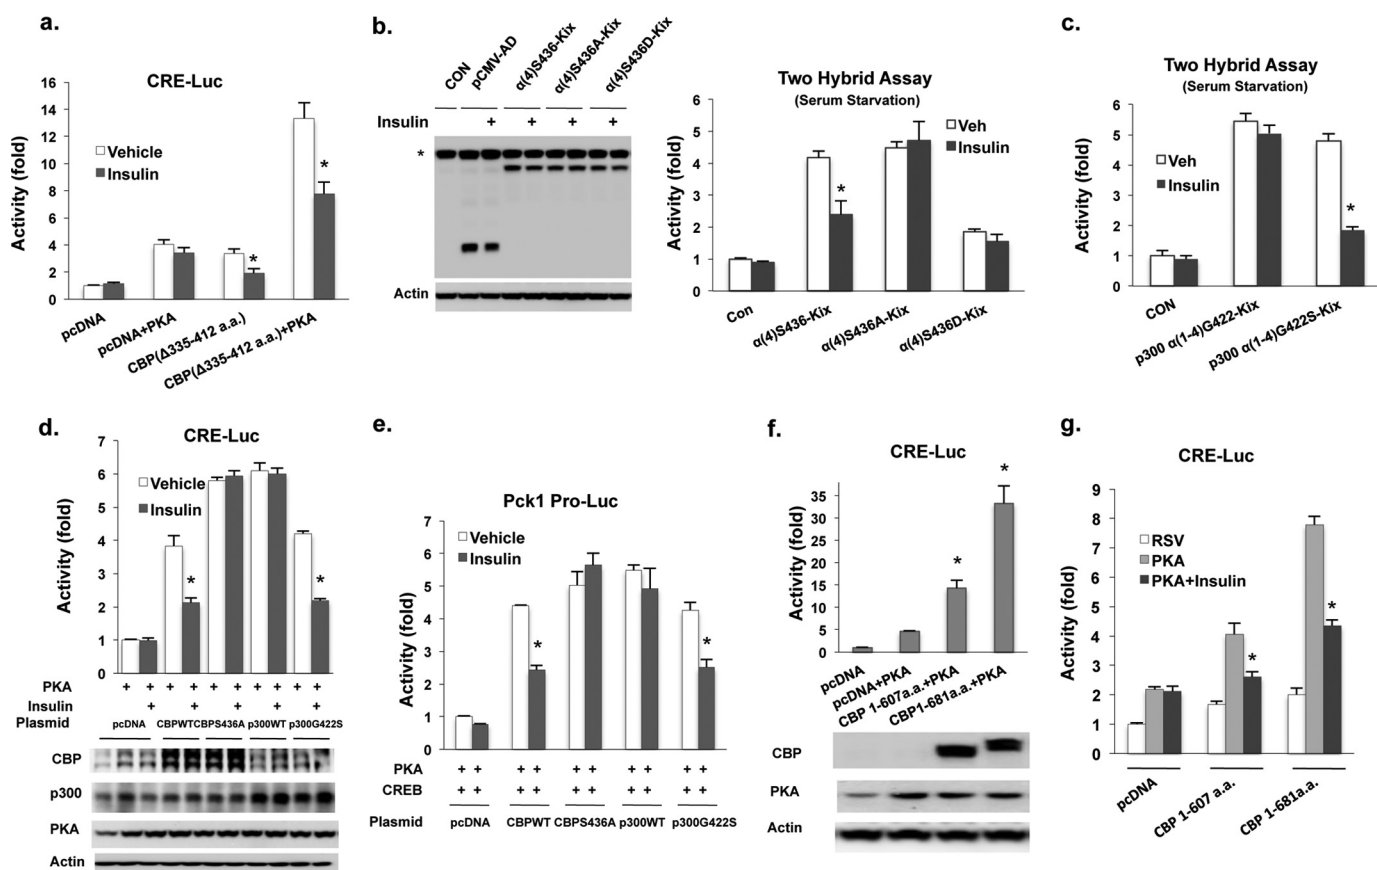 a.
CRE-Luc
Activity (fold)
16
14
12
10
8
6
4
2
0
Vehicle
Insulin
*
*
pcDNA
pcDNA+PKA
CBP(Δ335-412 a.a.)
CBP(Δ335-412 a.a.)+PKA
b.
CON
pCMV-AD
α(4)S436-Kix
α(4)S436A-Kix
α(4)S436D-Kix
Insulin + + + +
*
Actin
Two Hybrid Assay
(Serum Starvation)
Activity (fold)
6
5
4
3
2
1
0
Veh
Insulin
*
Con
α(4)S436-Kix
α(4)S436A-Kix
α(4)S436D-Kix
c.
Two Hybrid Assay
(Serum Starvation)
Activity (fold)
6
5
4
3
2
1
0
Veh
Insulin
*
CON
p300 α(1-4)G422-Kix
p300 α(1-4)G422S-Kix
d.
CRE-Luc
Activity (fold)
7
6
5
4
3
2
1
0
Vehicle
Insulin
*
*
PKA + + + + + + + + + +
Insulin + + + + +
Plasmid pcDNA CBPWT CBPS436A p300WT p300G422S
CBP
p300
PKA
Actin
e.
Pck1 Pro-Luc
Activity (fold)
7
6
5
4
3
2
1
0
Vehicle
Insulin
*
*
PKA + + + + + + + + + +
CREB + + + + + + + + + +
Plasmid pcDNA CBPWT CBPS436A p300WT p300G422S
f.
CRE-Luc
Activity (fold)
35
30
25
20
15
10
5
0
*
*
pcDNA
pcDNA+PKA
CBP 1-607a.a.+PKA
CBP1-681a.a.+PKA
CBP
PKA
Actin
g.
CRE-Luc
Activity (fold)
9
8
7
6
5
4
3
2
1
0
RSV
PKA
PKA+Insulin
*
*
pcDNA
CBP 1-607 a.a.
CBP 1-681a.a.